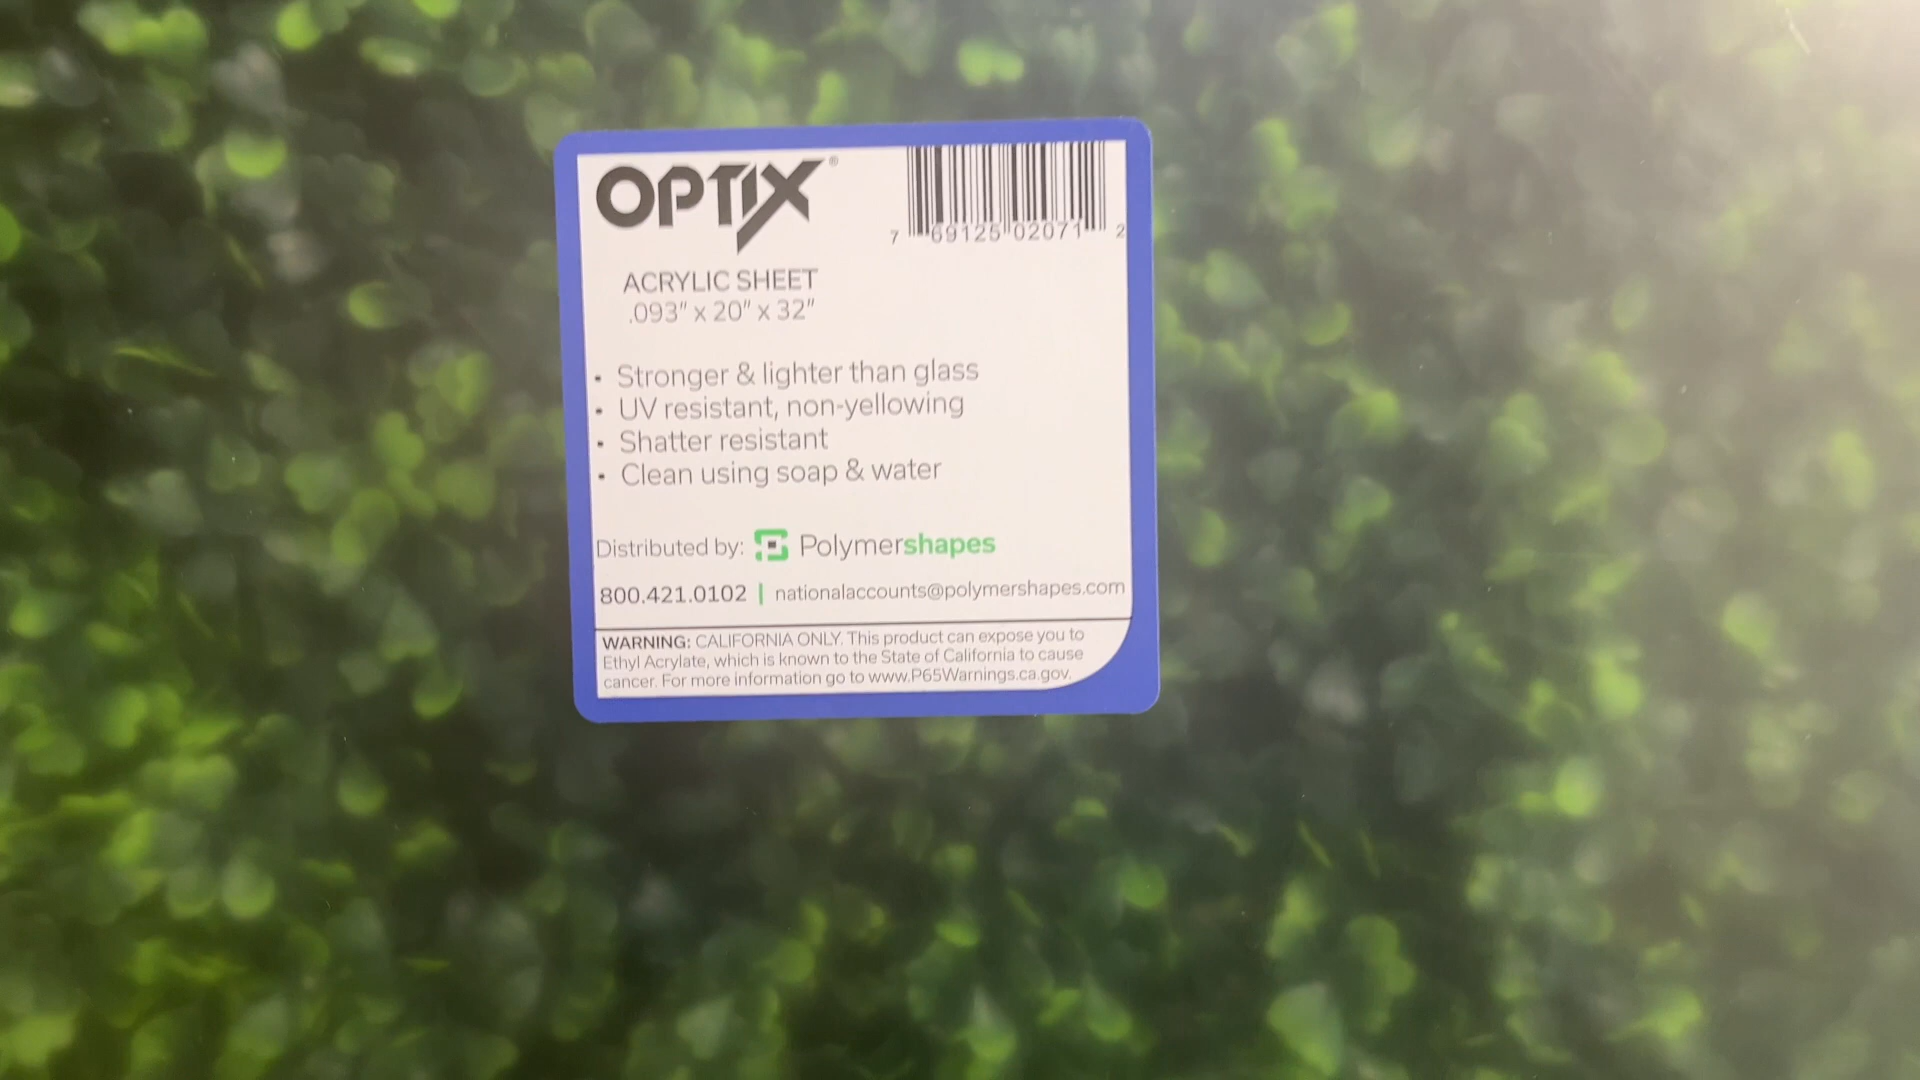 OPTIX®
7 69125 02071 2
ACRYLIC SHEET
.093" x 20" x 32"
• Stronger & lighter than glass
• UV resistant, non-yellowing
• Shatter resistant
• Clean using soap & water
Distributed by: Polymershapes
800.421.0102 | nationalaccounts@polymershapes.com
WARNING: CALIFORNIA ONLY. This product can expose you to
Ethyl Acrylate, which is known to the State of California to cause
cancer. For more information go to www.P65Warnings.ca.gov.